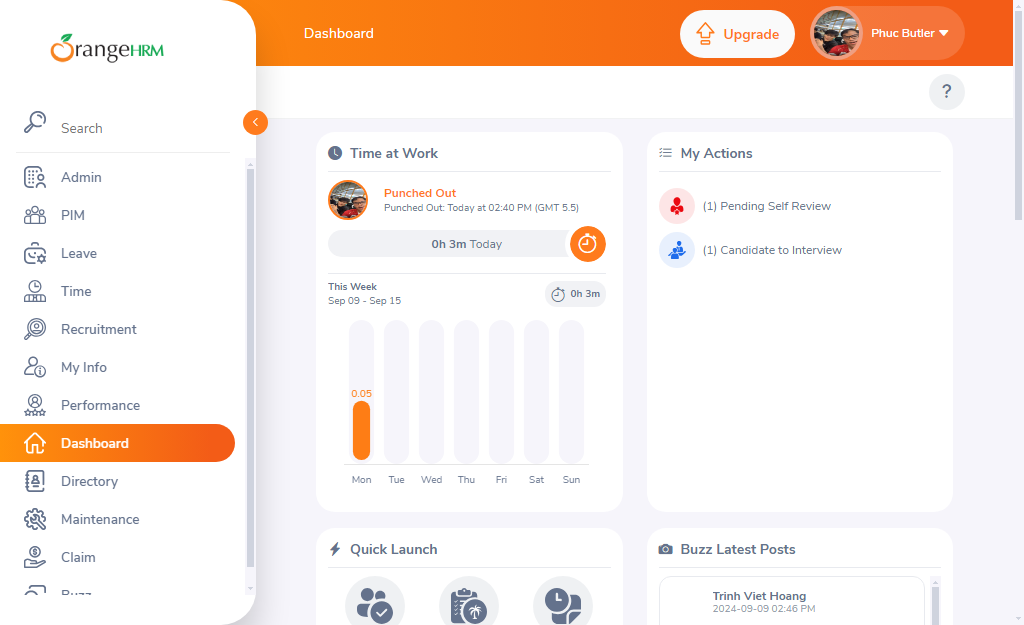 OrangeHRM
Search
Admin
PIM
Leave
Time
Recruitment
My Info
Performance
Dashboard
Directory
Maintenance
Claim
Buzz
Dashboard
Upgrade
Phuc Butler
?
Time at Work
Punched Out
Punched Out: Today at 02:40 PM (GMT 5.5)
0h 3m Today
This Week
Sep 09 - Sep 15
0h 3m
0.05
Mon Tue Wed Thu Fri Sat Sun
My Actions
(1) Pending Self Review
(1) Candidate to Interview
Quick Launch
Buzz Latest Posts
Trinh Viet Hoang
2024-09-09 02:46 PM